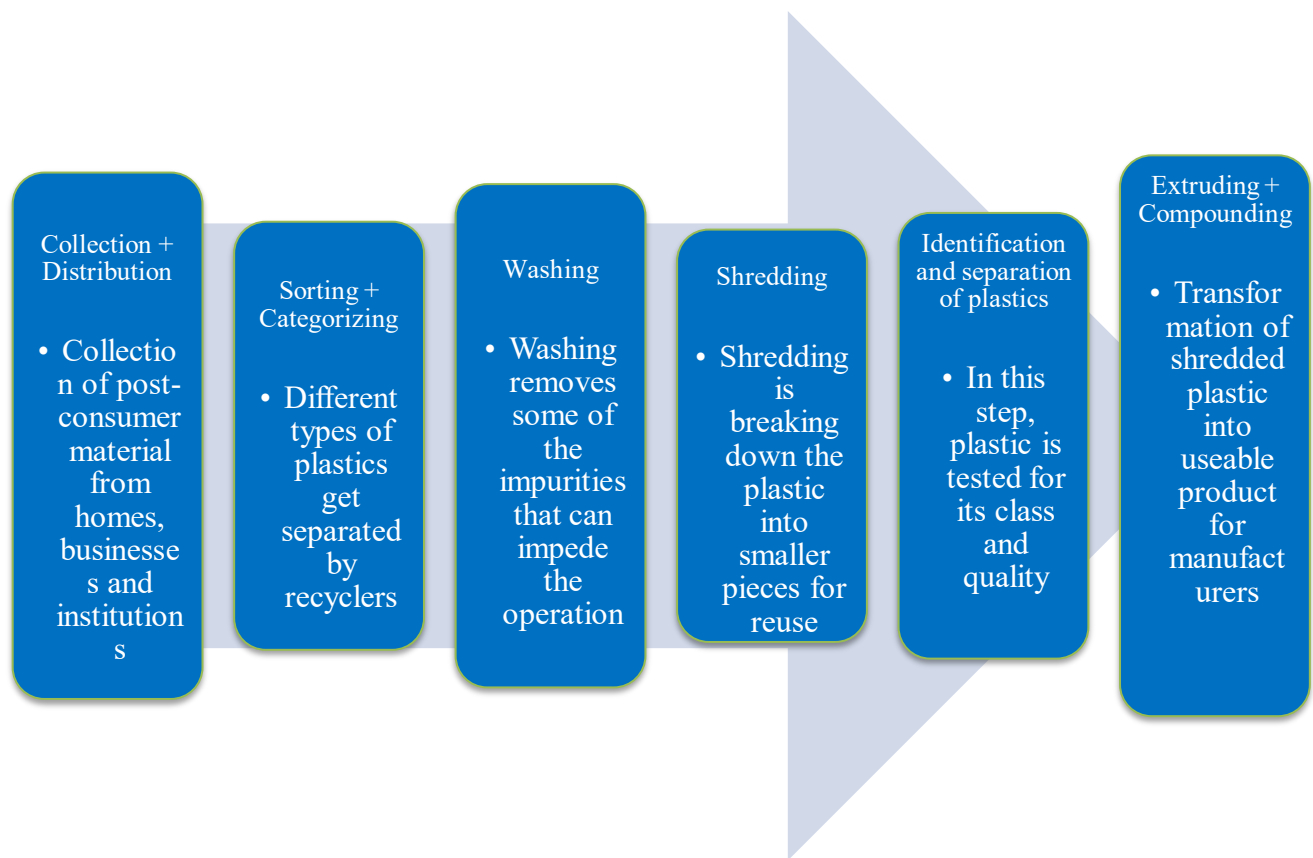 Collection +
Distribution
• Collectio
n of post-
consumer
material
from
homes,
businesse
s and
institution
s
Sorting +
Categorizing
• Different
types of
plastics
get
separated
by
recyclers
Washing
• Washing
removes
some of
the
impurities
that can
impede
the
operation
Shredding
• Shredding
is
breaking
down the
plastic
into
smaller
pieces for
reuse
Identification
and separation
of plastics
• In this
step,
plastic is
tested for
its class
and
quality
Extruding +
Compounding
• Transfor
mation of
shredded
plastic
into
useable
product
for
manufact
urers